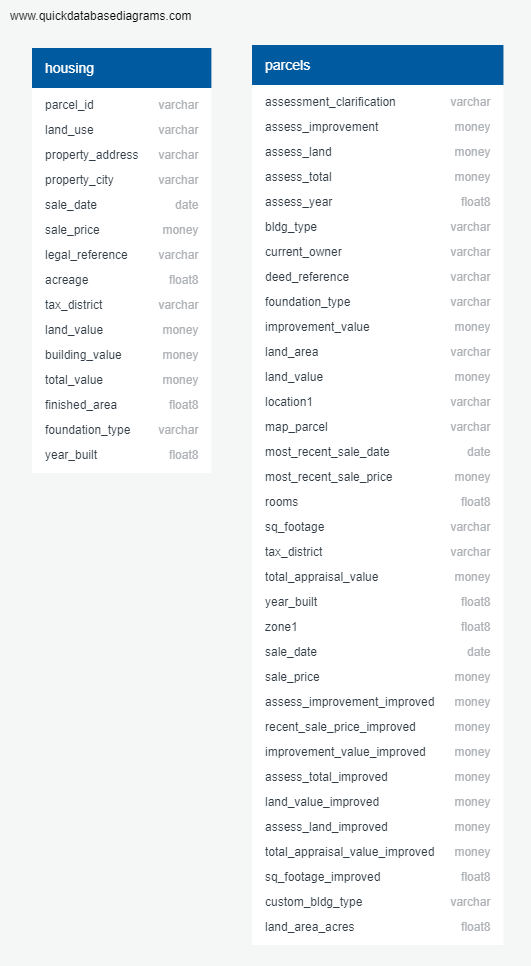 www.quickdatabasediagrams.com
housing
parcel_id varchar
land_use varchar
property_address varchar
property_city varchar
sale_date date
sale_price money
legal_reference varchar
acreage float8
tax_district varchar
land_value money
building_value money
total_value money
finished_area float8
foundation_type varchar
year_built float8
parcels
assessment_clarification varchar
assess_improvement money
assess_land money
assess_total money
assess_year float8
bldg_type varchar
current_owner varchar
deed_reference varchar
foundation_type varchar
improvement_value money
land_area varchar
land_value money
location1 varchar
map_parcel varchar
most_recent_sale_date date
most_recent_sale_price money
rooms float8
sq_footage varchar
tax_district varchar
total_appraisal_value money
year_built float8
zone1 float8
sale_date date
sale_price money
assess_improvement_improved money
recent_sale_price_improved money
improvement_value_improved money
assess_total_improved money
land_value_improved money
assess_land_improved money
total_appraisal_value_improved money
sq_footage_improved float8
custom_bldg_type varchar
land_area_acres float8